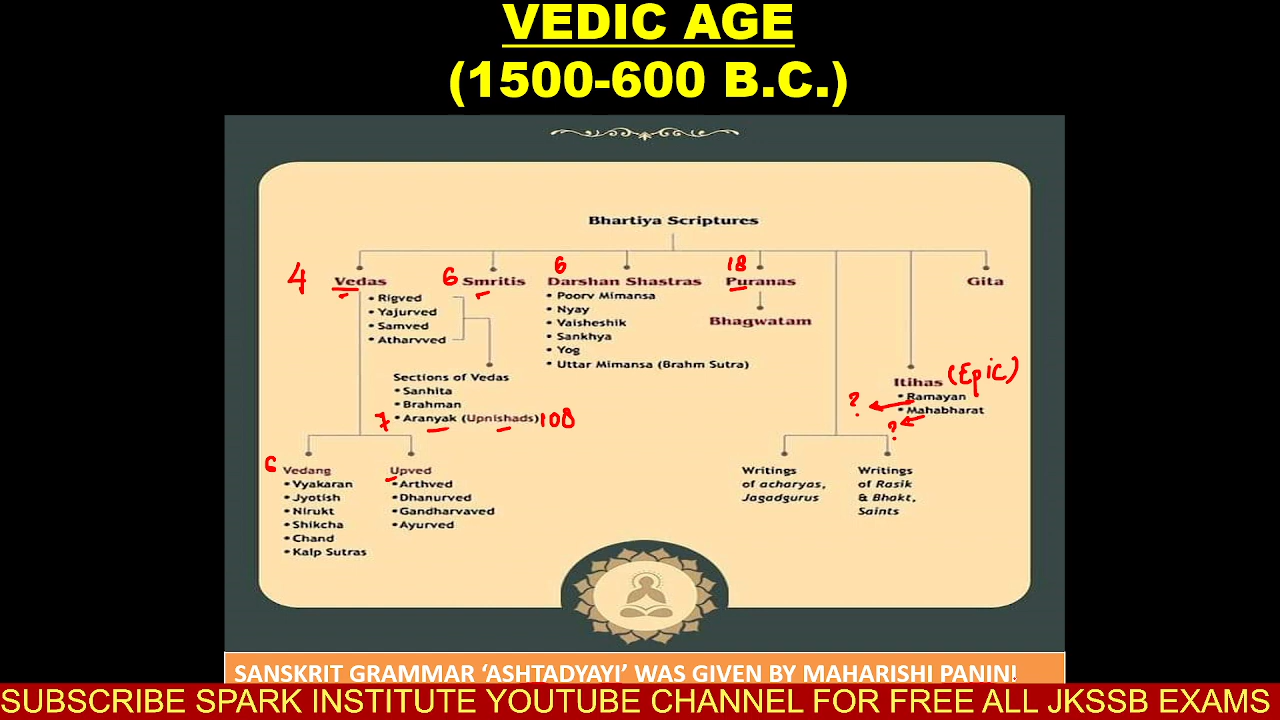 VEDIC AGE
(1500-600 B.C.)
Bhartiya Scriptures
4 Vedas
• Rigved
• Yajurved
• Samved
• Atharvved
6 Smritis
6
Darshan Shastras
• Poorv Mimansa
• Nyay
• Vaisheshik
• Sankhya
• Yog
• Uttar Mimansa (Brahm Sutra)
18
Puranas
Bhagwatam
Gita
Sections of Vedas
• Sanhita
• Brahman
7 • Aranyak (Upnishads) 108
Itihas (Epic)
• Ramayan
? • Mahabharat
?
6 Vedang
• Vyakaran
• Jyotish
• Nirukt
• Shikcha
• Chand
• Kalp Sutras
Upved
• Arthved
• Dhanurved
• Gandharvaved
• Ayurved
Writings
of acharyas,
Jagadgurus
Writings
of Rasik
& Bhakt,
Saints
SANSKRIT GRAMMAR ‘ASHTADYAYI’ WAS GIVEN BY MAHARISHI PANINI.
SUBSCRIBE SPARK INSTITUTE YOUTUBE CHANNEL FOR FREE ALL JKSSB EXAMS